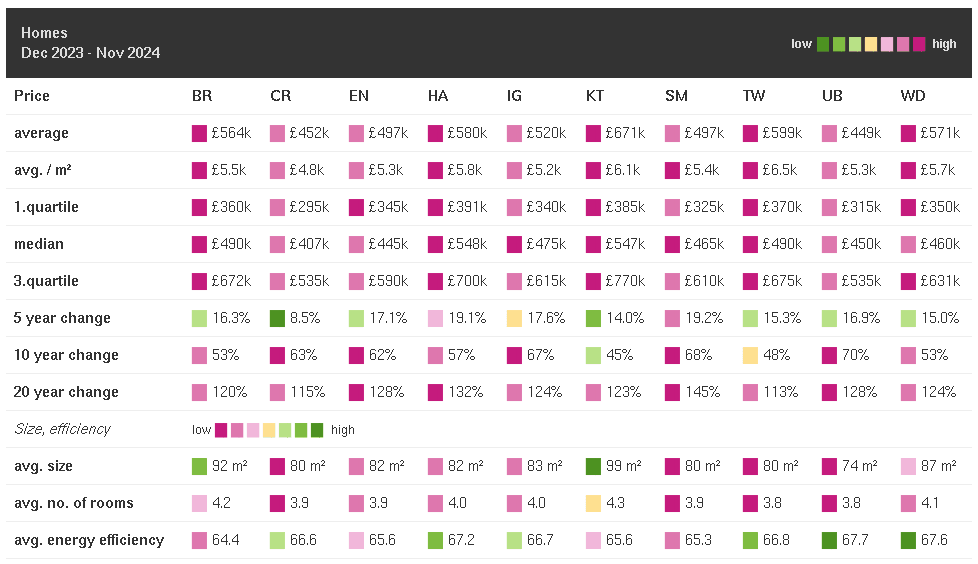 Homes
Dec 2023 - Nov 2024
low high
Price BR CR EN HA IG KT SM TW UB WD
average £564k £452k £497k £580k £520k £671k £497k £599k £449k £571k
avg. / m² £5.5k £4.8k £5.3k £5.8k £5.2k £6.1k £5.4k £6.5k £5.3k £5.7k
1.quartile £360k £295k £345k £391k £340k £385k £325k £370k £315k £350k
median £490k £407k £445k £548k £475k £547k £465k £490k £450k £460k
3.quartile £672k £535k £590k £700k £615k £770k £610k £675k £535k £631k
5 year change 16.3% 8.5% 17.1% 19.1% 17.6% 14.0% 19.2% 15.3% 16.9% 15.0%
10 year change 53% 63% 62% 57% 67% 45% 68% 48% 70% 53%
20 year change 120% 115% 128% 132% 124% 123% 145% 113% 128% 124%
Size, efficiency low high
avg. size 92 m² 80 m² 82 m² 82 m² 83 m² 99 m² 80 m² 80 m² 74 m² 87 m²
avg. no. of rooms 4.2 3.9 3.9 4.0 4.0 4.3 3.9 3.8 3.8 4.1
avg. energy efficiency 64.4 66.6 65.6 67.2 66.7 65.6 65.3 66.8 67.7 67.6